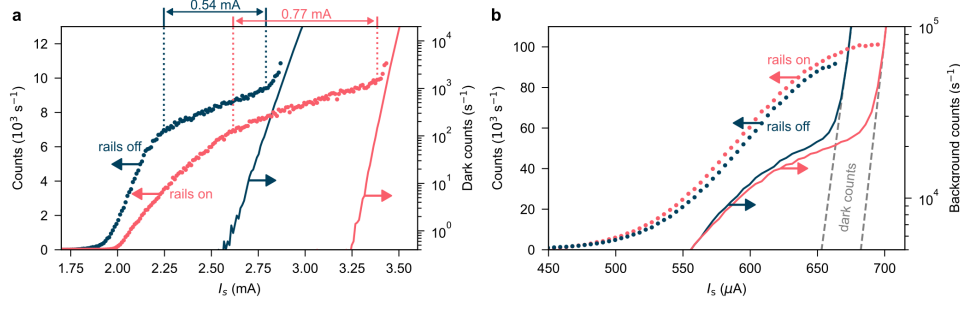 a
0.54 mA
0.77 mA
12
10
8
6
4
2
0
Counts (10³ s⁻¹)
rails off
rails on
10⁴
10³
10²
10¹
10⁰
Dark counts (s⁻¹)
1.75 2.00 2.25 2.50 2.75 3.00 3.25 3.50
Iₛ (mA)
b
100
80
60
40
20
0
Counts (10³ s⁻¹)
rails on
rails off
dark counts
10⁵
10⁴
Background counts (s⁻¹)
450 500 550 600 650 700
Iₛ (μA)